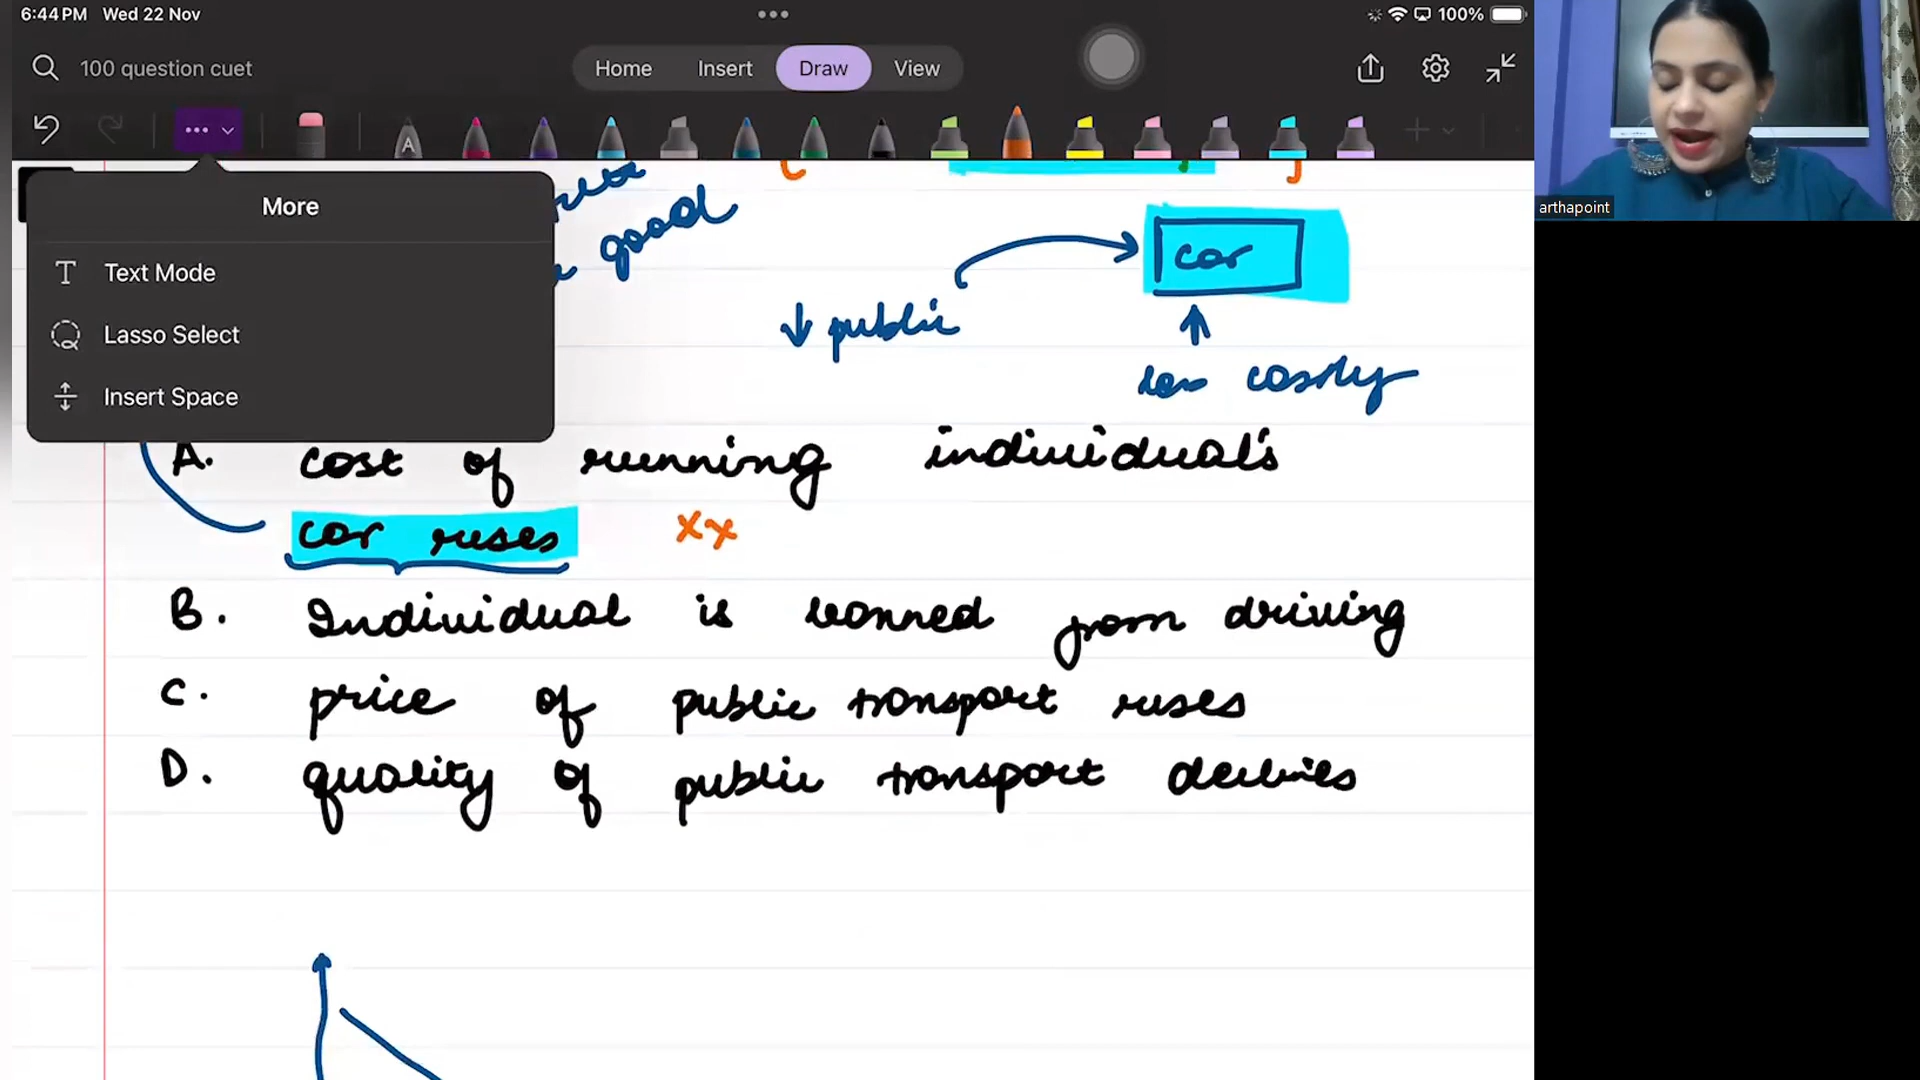 6:44 PM Wed 22 Nov
100%
100 question cuet
Home Insert Draw View
A
More
Text Mode
Lasso Select
Insert Space
good
car
↓ public
↑
less costly
A. cost of running individual's
car rises xx
B. Individual is banned from driving
C. price of public transport rises
D. quality of public transport declines
arthapoint